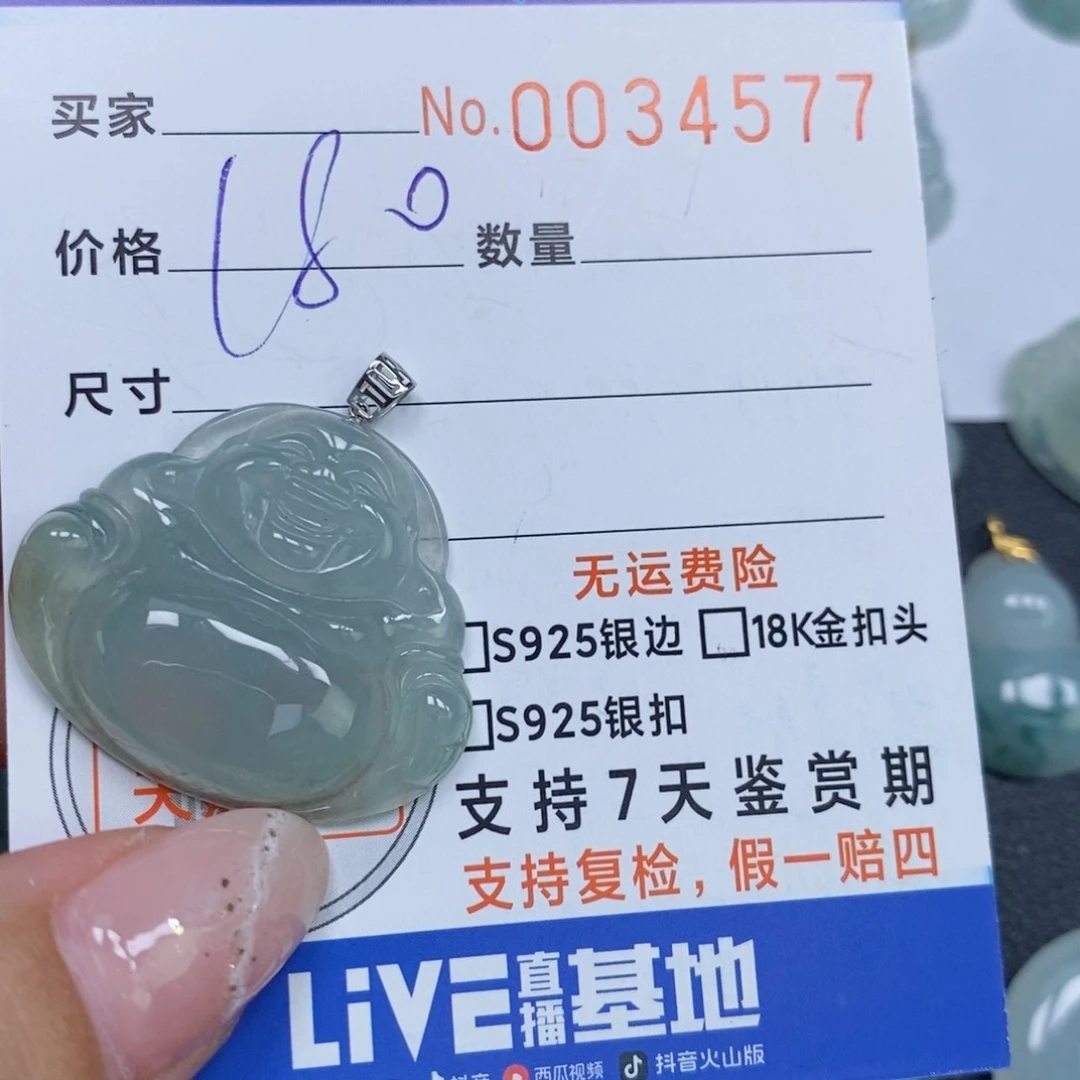 买家 No. 0034577
价格 180 数量
尺寸
无运费险
□S925银边 □18K金扣头
□S925银扣
支持7天鉴赏期
支持复检，假一赔四
LiVE直播基地
抖音 西瓜视频 抖音火山版